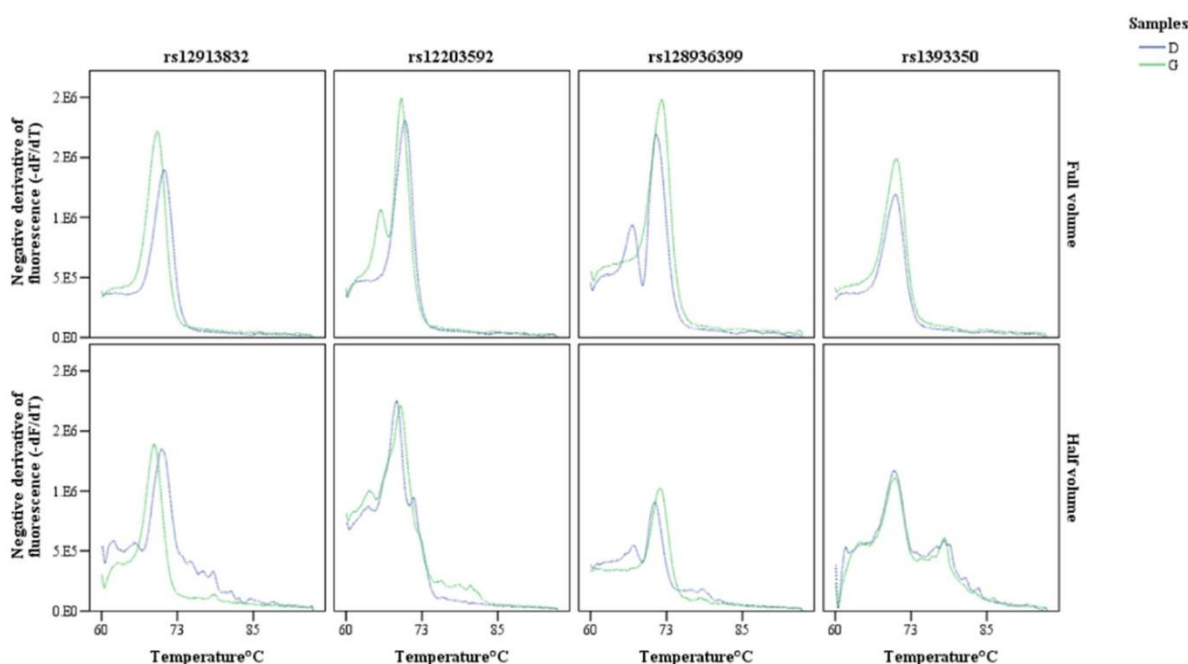 Samples
D
G
rs12913832 rs12203592 rs128936399 rs1393350
Negative derivative of
fluorescence (-dF/dT)
2 E6
2 E6
1 E6
5 E5
0 E0
Full volume
Negative derivative of
fluorescence (-dF/dT)
2 E6
2 E6
1 E6
5 E5
0 E0
Half volume
60 73 85 60 73 85 60 73 85 60 73 85
Temperature°C Temperature°C Temperature°C Temperature°C